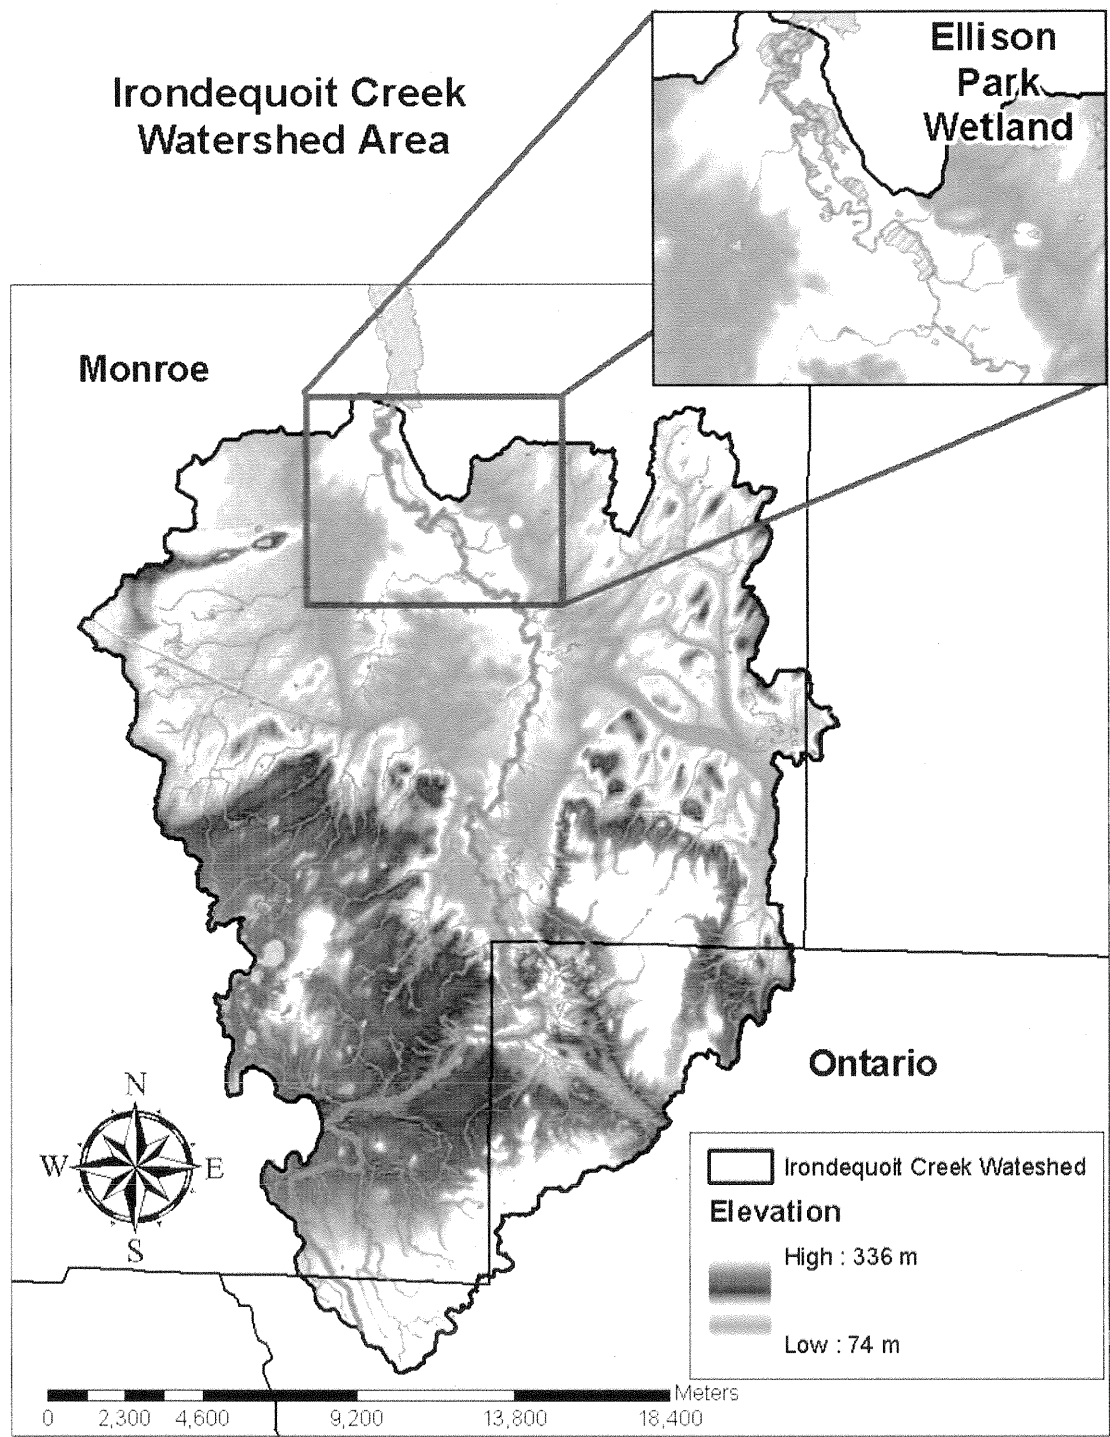 Irondequoit Creek
Watershed Area
Ellison
Park
Wetland
Monroe
Ontario
N
W
E
S
Irondequoit Creek Wateshed
Elevation
High : 336 m
Low : 74 m
Meters
0 2,300 4,600 9,200 13,800 18,400